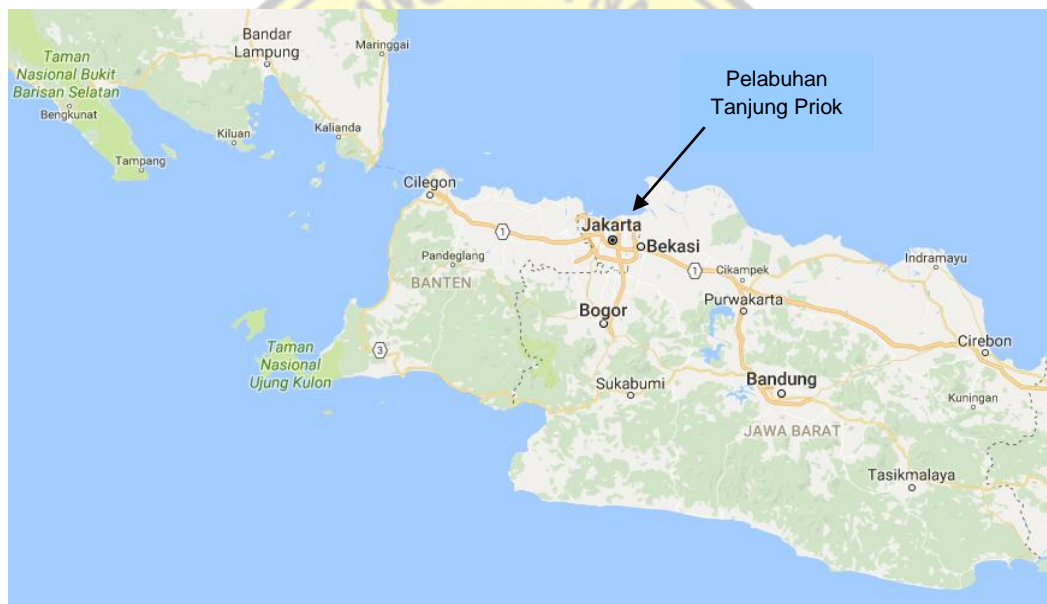 Bandar
Lampung
Maringgai
Taman
Nasional Bukit
Barisan Selatan
Bengkunat
Kiluan
Kalianda
Tampang
Pelabuhan
Tanjung Priok
Cilegon
1
Jakarta
Bekasi
Pandeglang
BANTEN
1
Cikampek
Indramayu
Purwakarta
Bogor
Cirebon
3
Taman
Nasional
Ujung Kulon
Sukabumi
Bandung
Kuningan
JAWA BARAT
Tasikmalaya